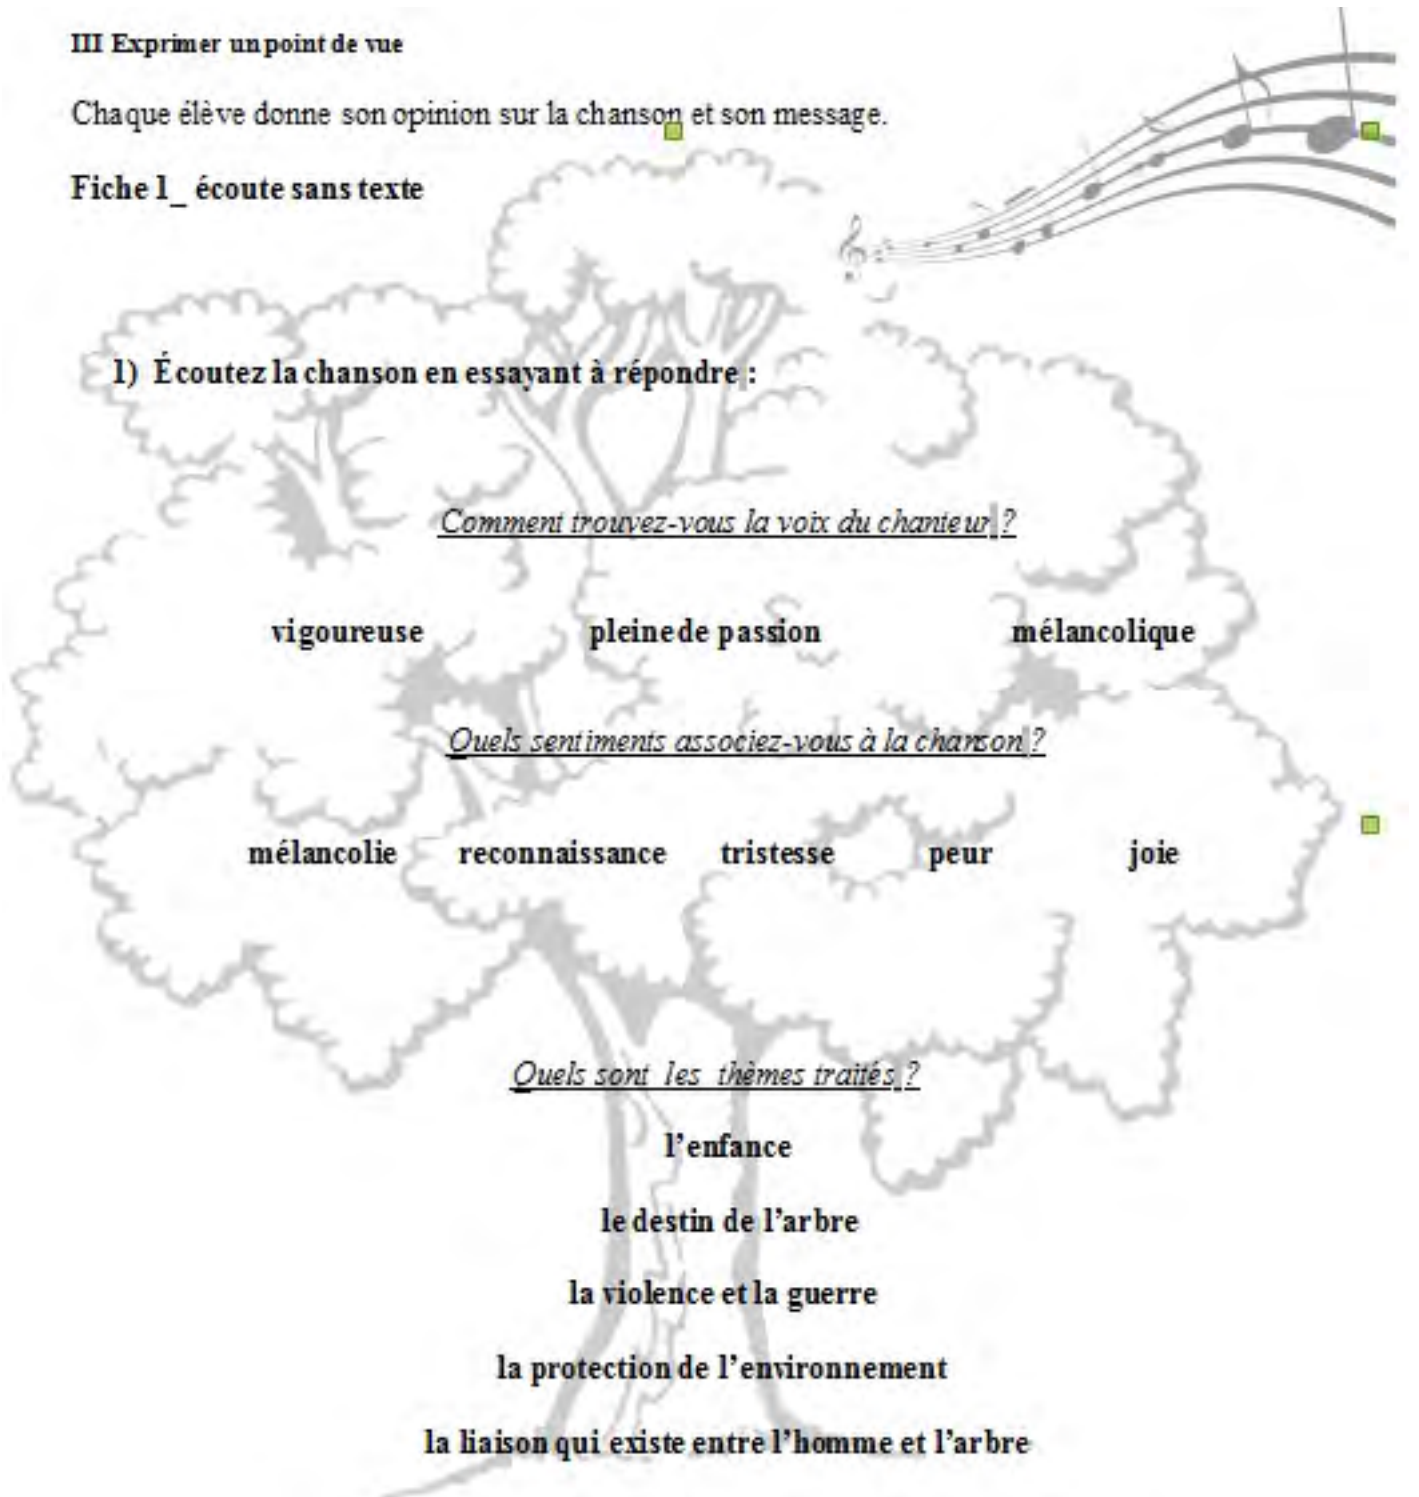 III Exprimer un point de vue
Chaque élève donne son opinion sur la chanson et son message.
Fiche 1_ écoute sans texte
1) Écoutez la chanson en essayant à répondre :
Comment trouvez-vous la voix du chanteur ?
vigoureuse pleine de passion mélancolique
Quels sentiments associez-vous à la chanson ?
mélancolie reconnaissance tristesse peur joie
Quels sont les thèmes traités ?
l’enfance
le destin de l’arbre
la violence et la guerre
la protection de l’environnement
la liaison qui existe entre l’homme et l’arbre